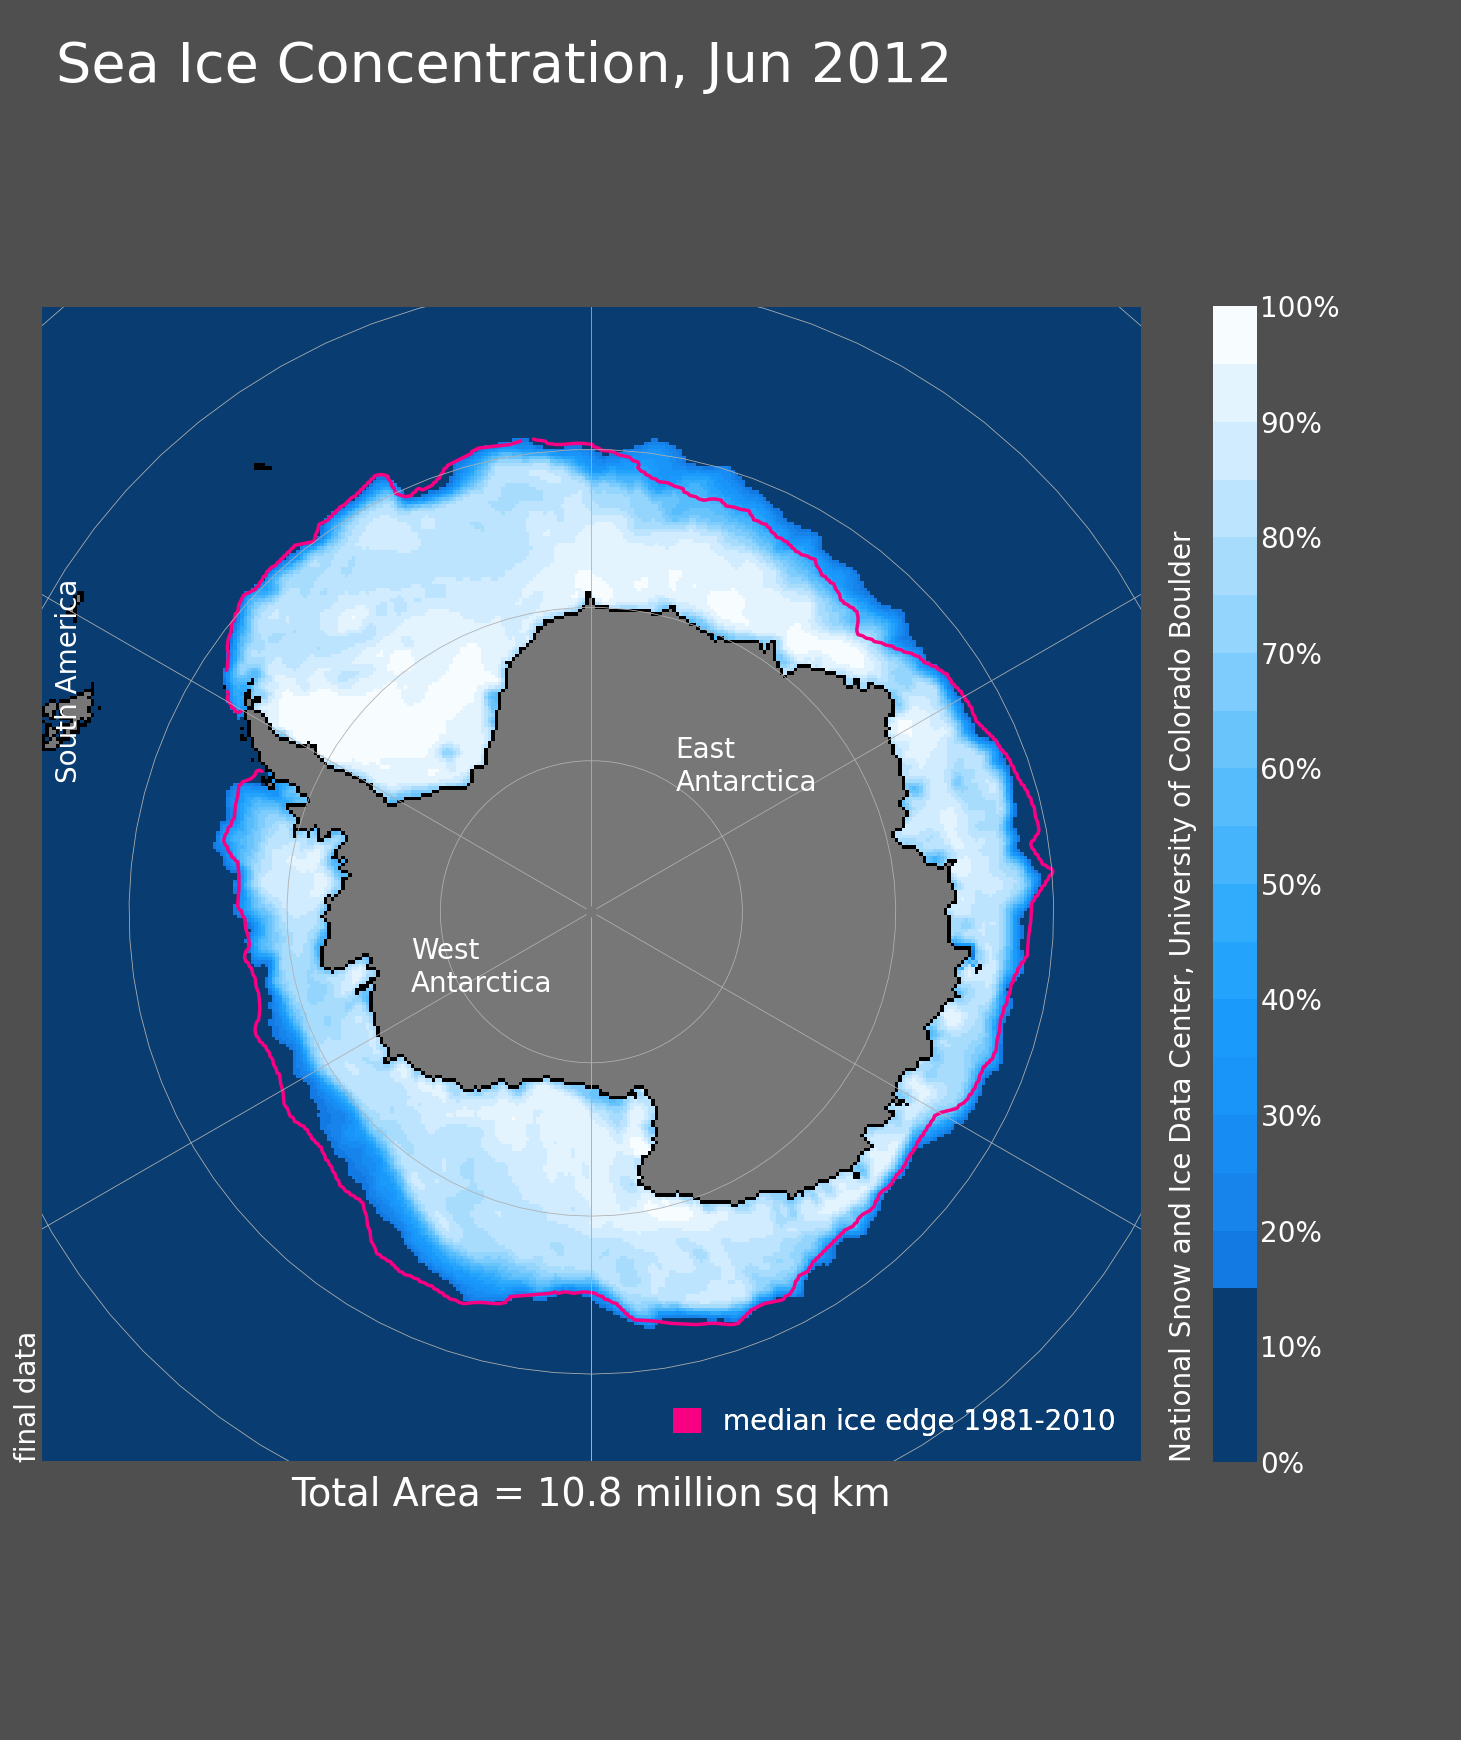 Sea Ice Concentration, Jun 2012
South America
East
Antarctica
West
Antarctica
median ice edge 1981-2010
final data
Total Area = 10.8 million sq km
National Snow and Ice Data Center, University of Colorado Boulder
100%
90%
80%
70%
60%
50%
40%
30%
20%
10%
0%